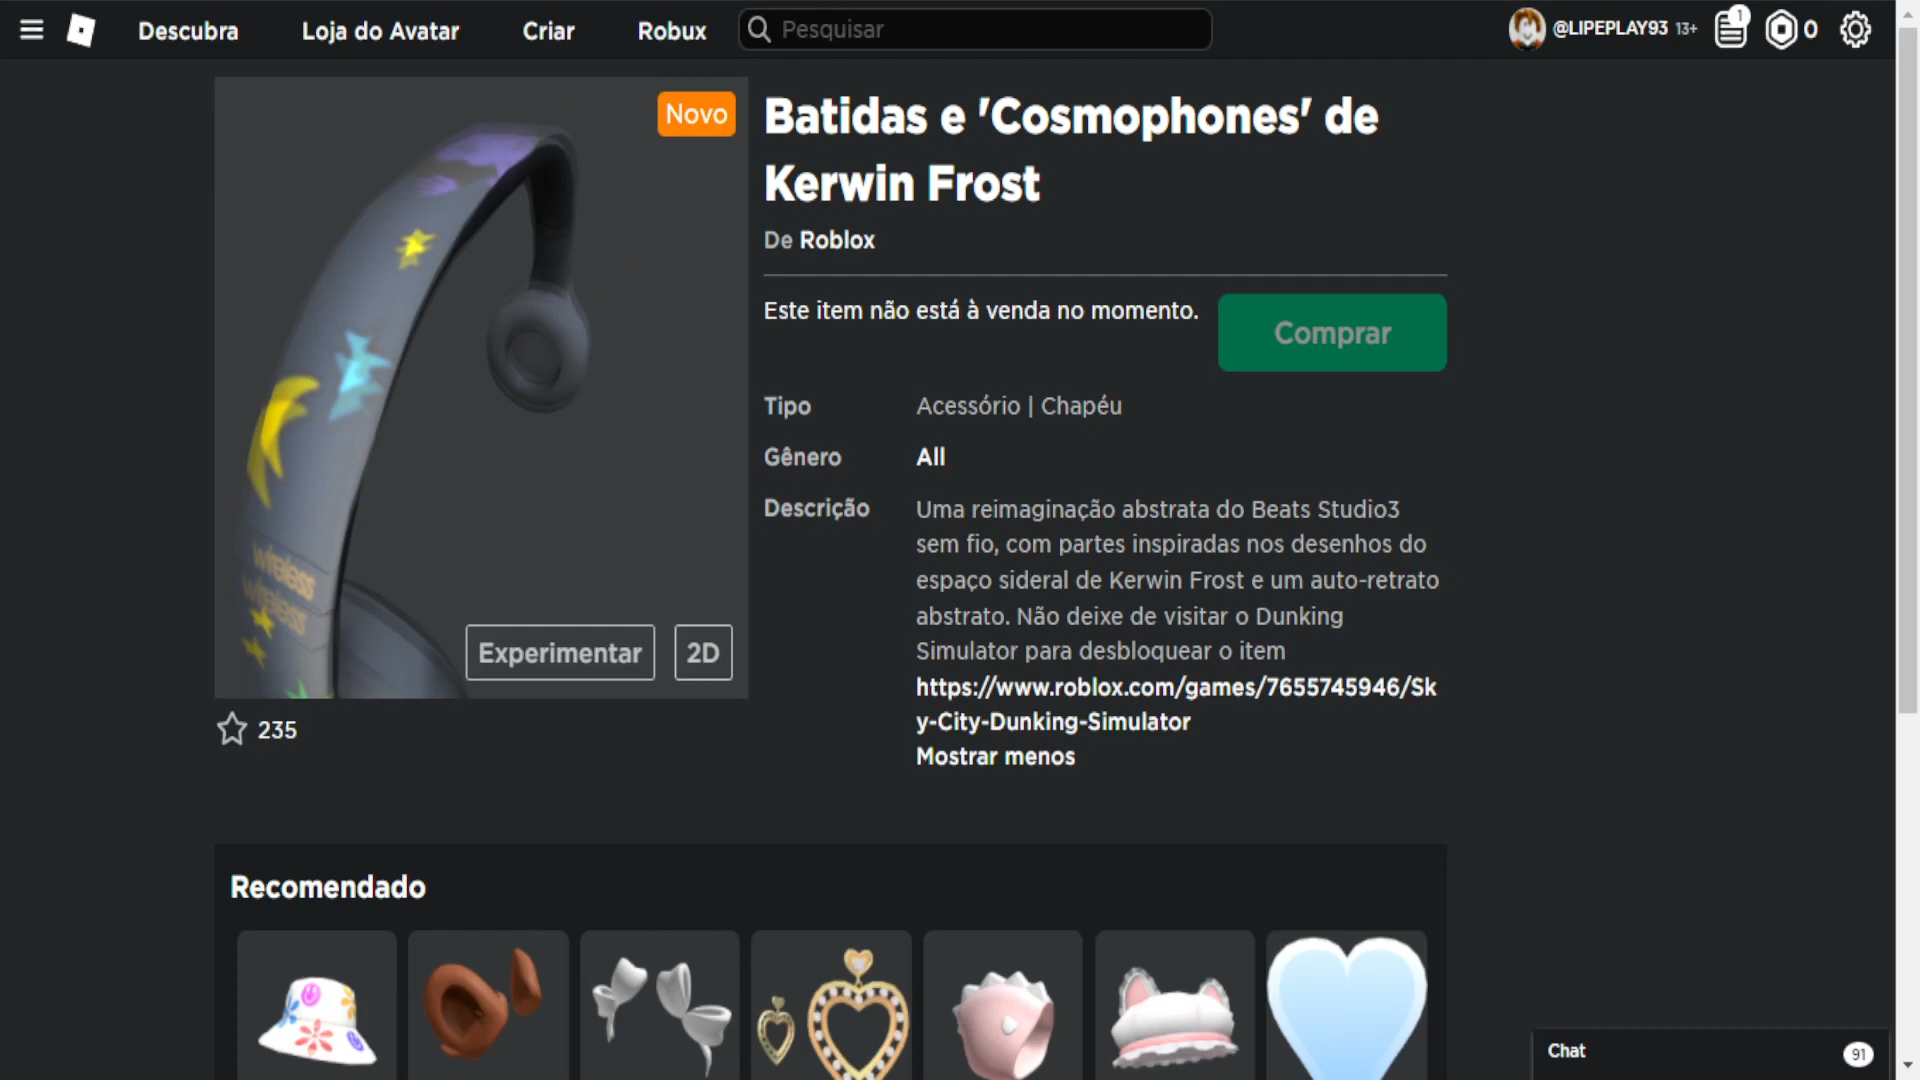 Descubra
Loja do Avatar
Criar
Robux
Pesquisar
@LIPEPLAY93 13+
1
0
Novo
Batidas e 'Cosmophones' de
Kerwin Frost
De Roblox
Este item não está à venda no momento.
Comprar
Tipo
Acessório | Chapéu
Gênero
All
Descrição
Uma reimaginação abstrata do Beats Studio3
sem fio, com partes inspiradas nos desenhos do
espaço sideral de Kerwin Frost e um auto-retrato
abstrato. Não deixe de visitar o Dunking
Simulator para desbloquear o item
https://www.roblox.com/games/7655745946/Sk
y-City-Dunking-Simulator
Mostrar menos
wireless
wireless
Experimentar
2D
235
Recomendado
Chat
91